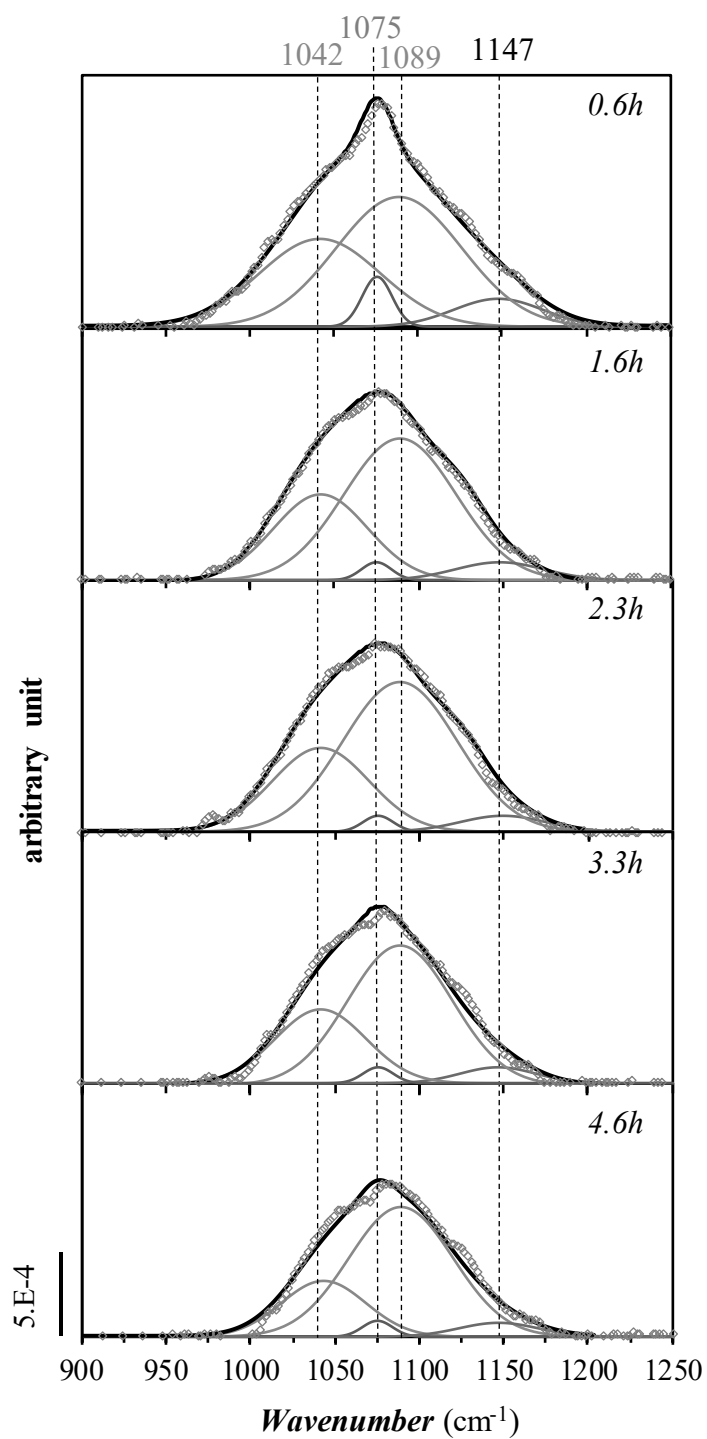 1075
1042 1089 1147
0.6h
1.6h
2.3h
3.3h
4.6h
arbitrary unit
5.E-4
900 950 1000 1050 1100 1150 1200 1250
Wavenumber (cm⁻¹)